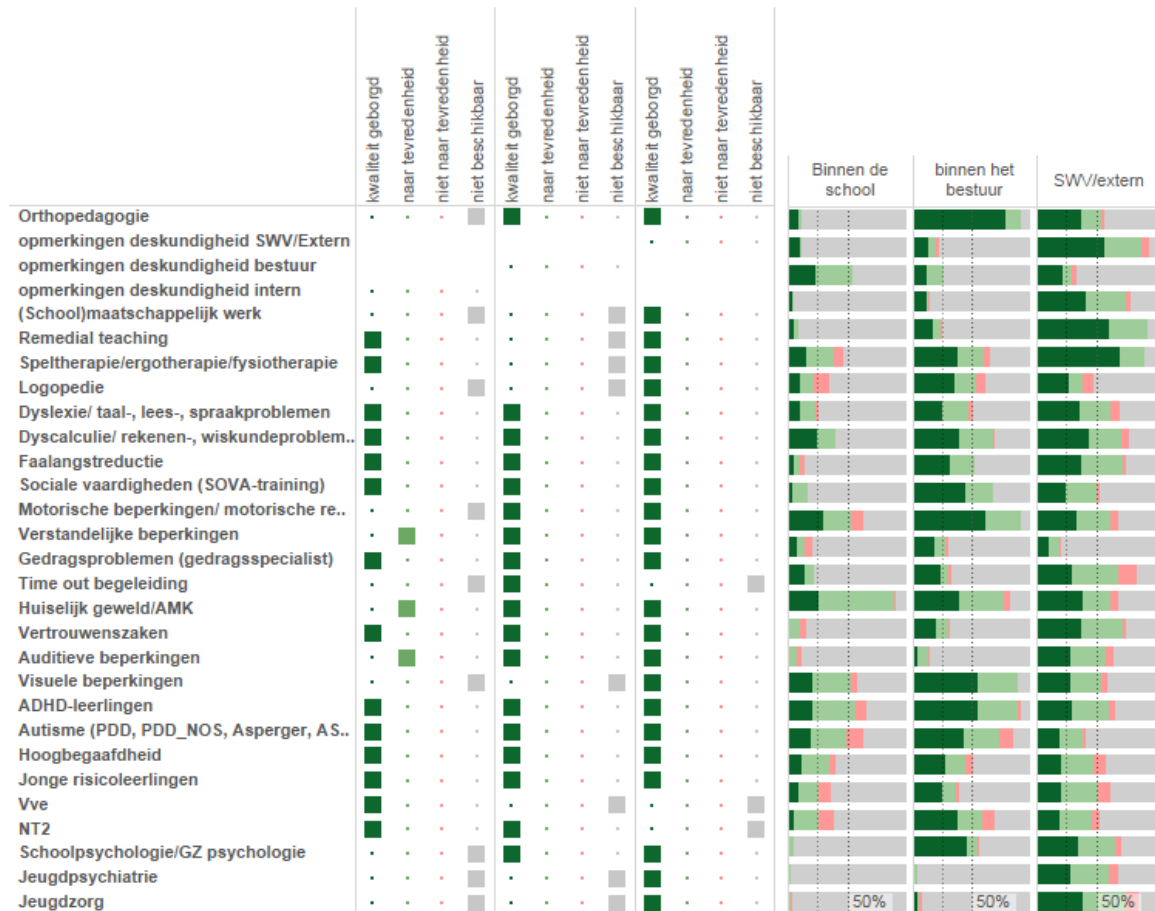 kwaliteit geborgd
naar tevredenheid
niet naar tevredenheid
niet beschikbaar
kwaliteit geborgd
naar tevredenheid
niet naar tevredenheid
niet beschikbaar
kwaliteit geborgd
naar tevredenheid
niet naar tevredenheid
niet beschikbaar
Binnen de
school
binnen het
bestuur
SWV/extern
Orthopedagogie
opmerkingen deskundigheid SWV/Extern
opmerkingen deskundigheid bestuur
opmerkingen deskundigheid intern
(School)maatschappelijk werk
Remedial teaching
Speltherapie/ergotherapie/fysiotherapie
Logopedie
Dyslexie/ taal-, lees-, spraakproblemen
Dyscalculie/ rekenen-, wiskundeproblem..
Faalangstreductie
Sociale vaardigheden (SOVA-training)
Motorische beperkingen/ motorische re..
Verstandelijke beperkingen
Gedragsproblemen (gedragsspecialist)
Time out begeleiding
Huiselijk geweld/AMK
Vertrouwenszaken
Auditieve beperkingen
Visuele beperkingen
ADHD-leerlingen
Autisme (PDD, PDD_NOS, Asperger, AS..
Hoogbegaafdheid
Jonge risicoleerlingen
Vve
NT2
Schoolpsychologie/GZ psychologie
Jeugdpsychiatrie
Jeugdzorg
50%
50%
50%